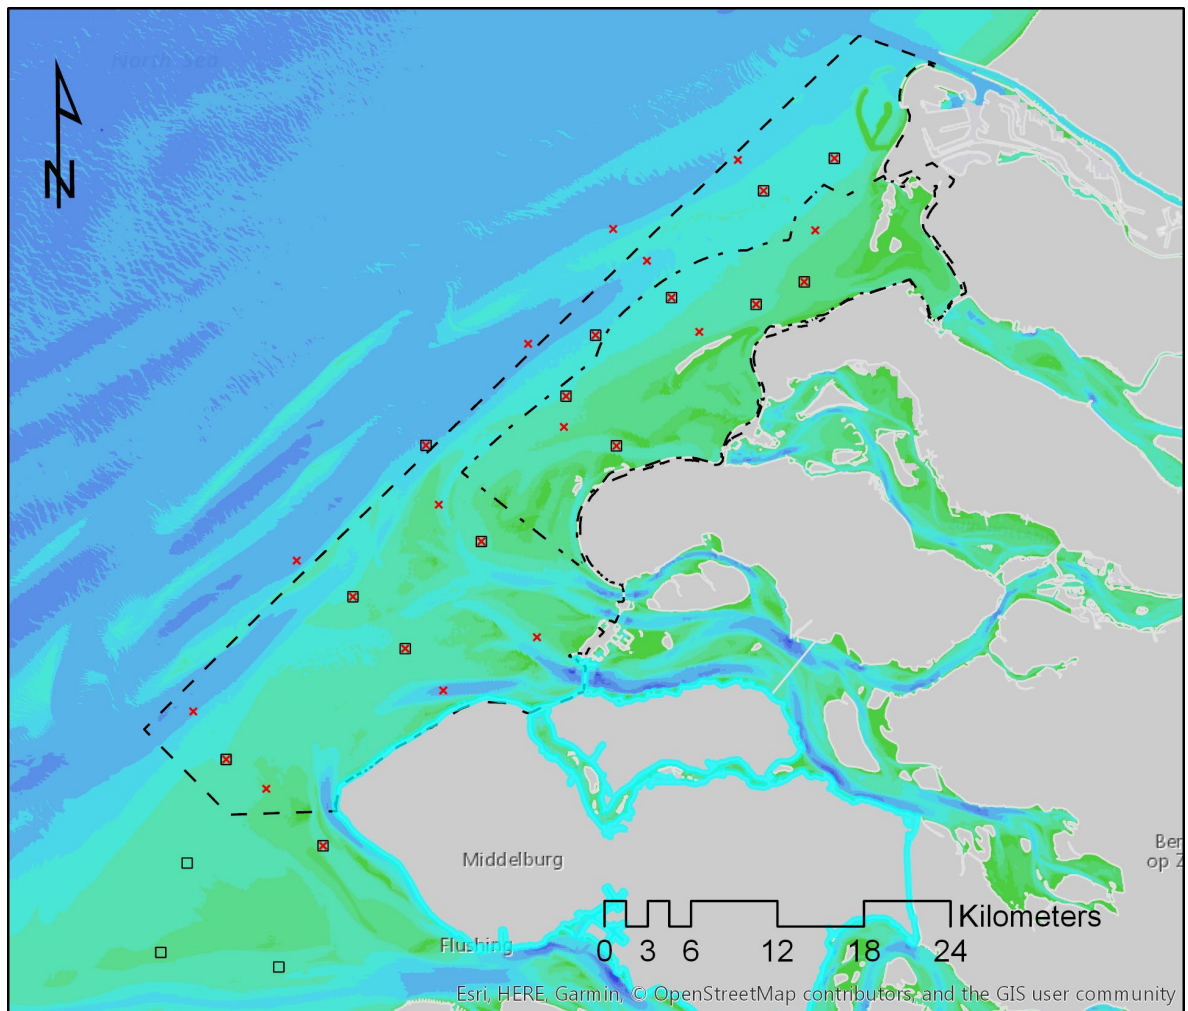 North Sea
N
Middelburg
Ber
op Z
Kilometers
0 3 6 12 18 24
Flushing
Esri, HERE, Garmin, © OpenStreetMap contributors, and the GIS user community